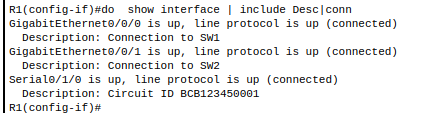 R1(config-if)#do  show interface | include Desc|conn
GigabitEthernet0/0/0 is up, line protocol is up (connected)
  Description: Connection to SW1
GigabitEthernet0/0/1 is up, line protocol is up (connected)
  Description: Connection to SW2
Serial0/1/0 is up, line protocol is up (connected)
  Description: Circuit ID BCB123450001
R1(config-if)#